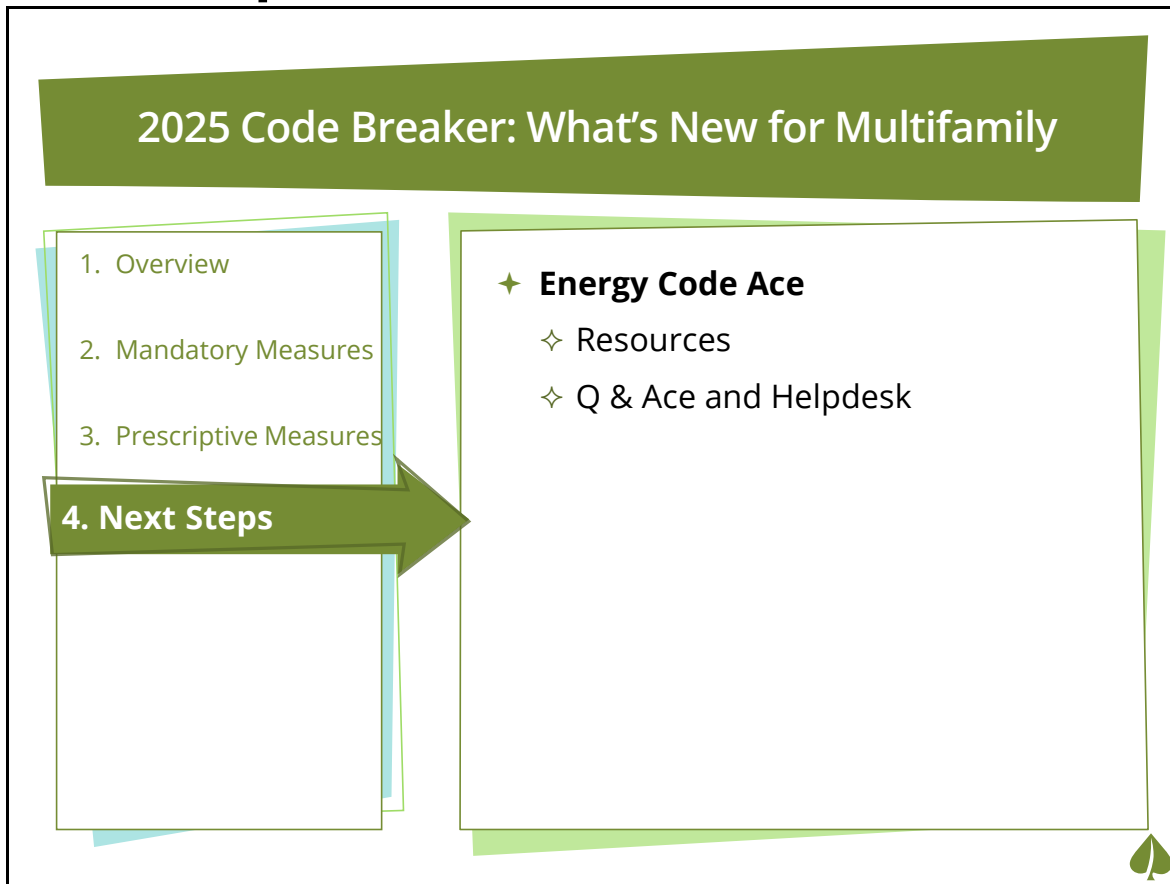 2025 Code Breaker: What’s New for Multifamily
1. Overview
2. Mandatory Measures
3. Prescriptive Measures
4. Next Steps
Energy Code Ace
Resources
Q & Ace and Helpdesk